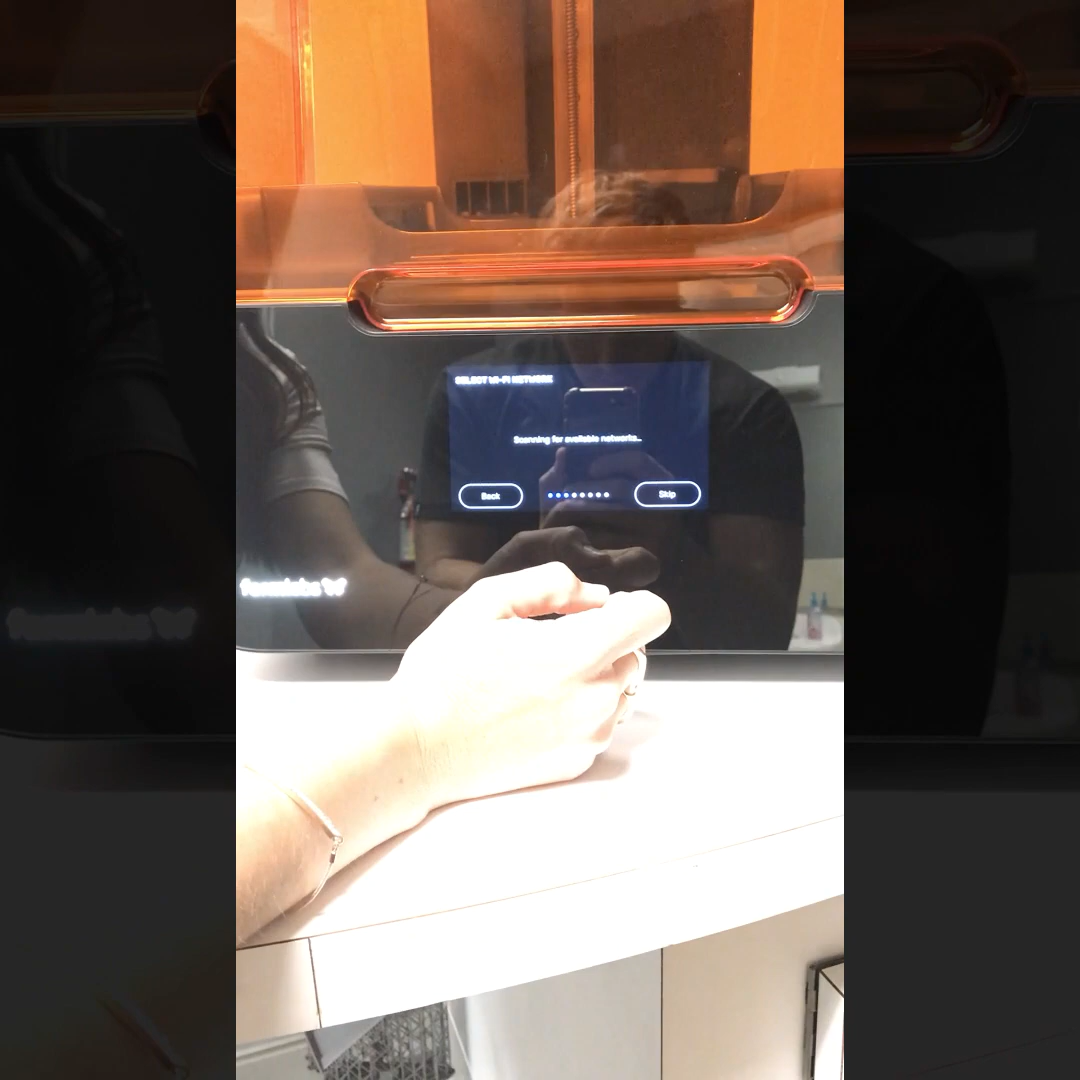 SELECT WI-FI NETWORK
Scanning for available networks...
Back
Skip
formlabs